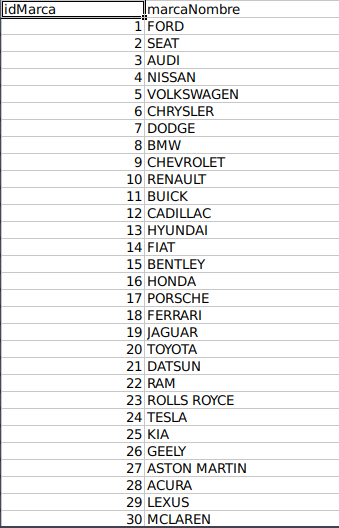 idMarca marcaNombre
1 FORD
2 SEAT
3 AUDI
4 NISSAN
5 VOLKSWAGEN
6 CHRYSLER
7 DODGE
8 BMW
9 CHEVROLET
10 RENAULT
11 BUICK
12 CADILLAC
13 HYUNDAI
14 FIAT
15 BENTLEY
16 HONDA
17 PORSCHE
18 FERRARI
19 JAGUAR
20 TOYOTA
21 DATSUN
22 RAM
23 ROLLS ROYCE
24 TESLA
25 KIA
26 GEELY
27 ASTON MARTIN
28 ACURA
29 LEXUS
30 MCLAREN